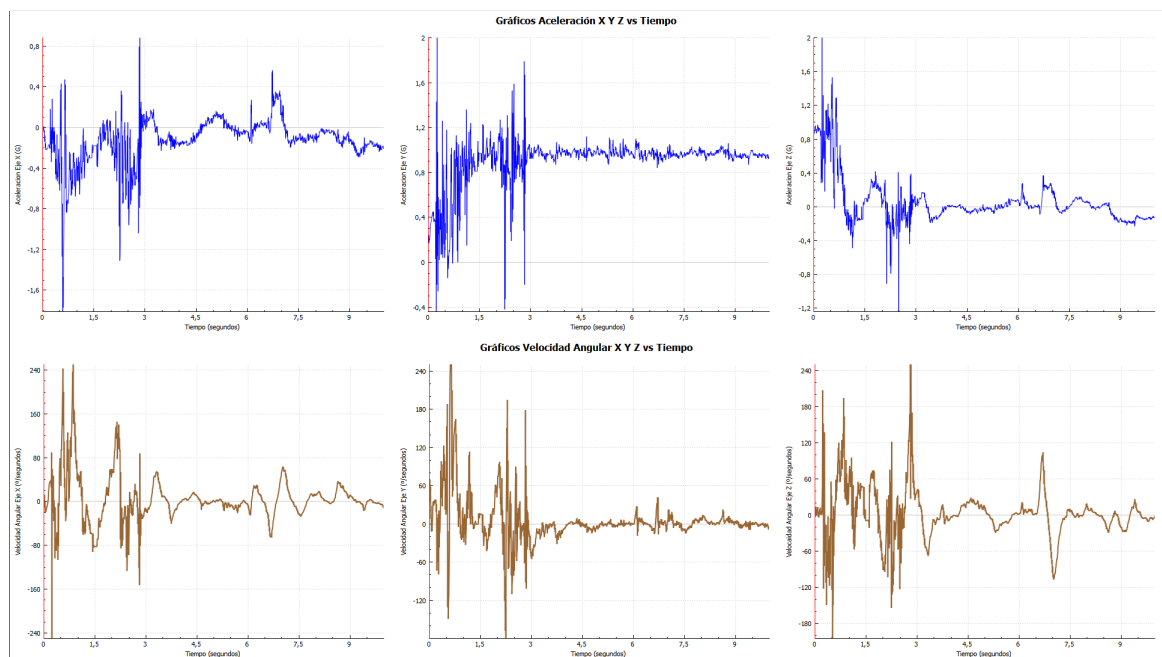 Gráficos Aceleración X Y Z vs Tiempo
Aceleracion Eje X (G)
0,8
0,4
0
-0,4
-0,8
-1,2
-1,6
0 1,5 3 4,5 6 7,5 9
Tiempo (segundos)
Aceleracion Eje Y (G)
2
1,6
1,2
0,8
0,4
0
-0,4
0 1,5 3 4,5 6 7,5 9
Tiempo (segundos)
Aceleracion Eje Z (G)
2
1,6
1,2
0,8
0,4
0
-0,4
-0,8
-1,2
0 1,5 3 4,5 6 7,5 9
Tiempo (segundos)
Gráficos Velocidad Angular X Y Z vs Tiempo
Velocidad Angular Eje X (º/segundos)
240
160
80
0
-80
-160
-240
0 1,5 3 4,5 6 7,5 9
Tiempo (segundos)
Velocidad Angular Eje Y (º/segundos)
240
180
120
60
0
-60
-120
0 1,5 3 4,5 6 7,5 9
Tiempo (segundos)
Velocidad Angular Eje Z (º/segundos)
240
180
120
60
0
-60
-120
-180
0 1,5 3 4,5 6 7,5 9
Tiempo (segundos)